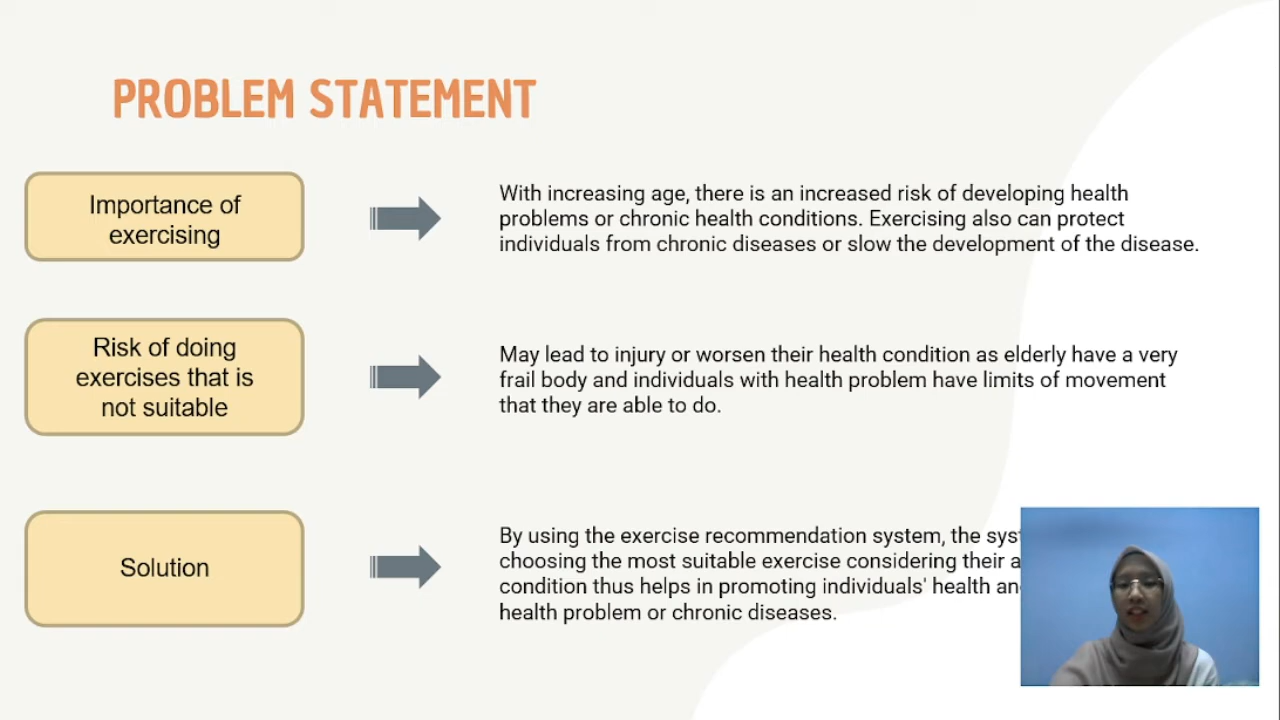 PROBLEM STATEMENT
Importance of
exercising
With increasing age, there is an increased risk of developing health
problems or chronic health conditions. Exercising also can protect
individuals from chronic diseases or slow the development of the disease.
Risk of doing
exercises that is
not suitable
May lead to injury or worsen their health condition as elderly have a very
frail body and individuals with health problem have limits of movement
that they are able to do.
Solution
By using the exercise recommendation system, the
choosing the most suitable exercise considering their
condition thus helps in promoting individuals' health
health problem or chronic diseases.